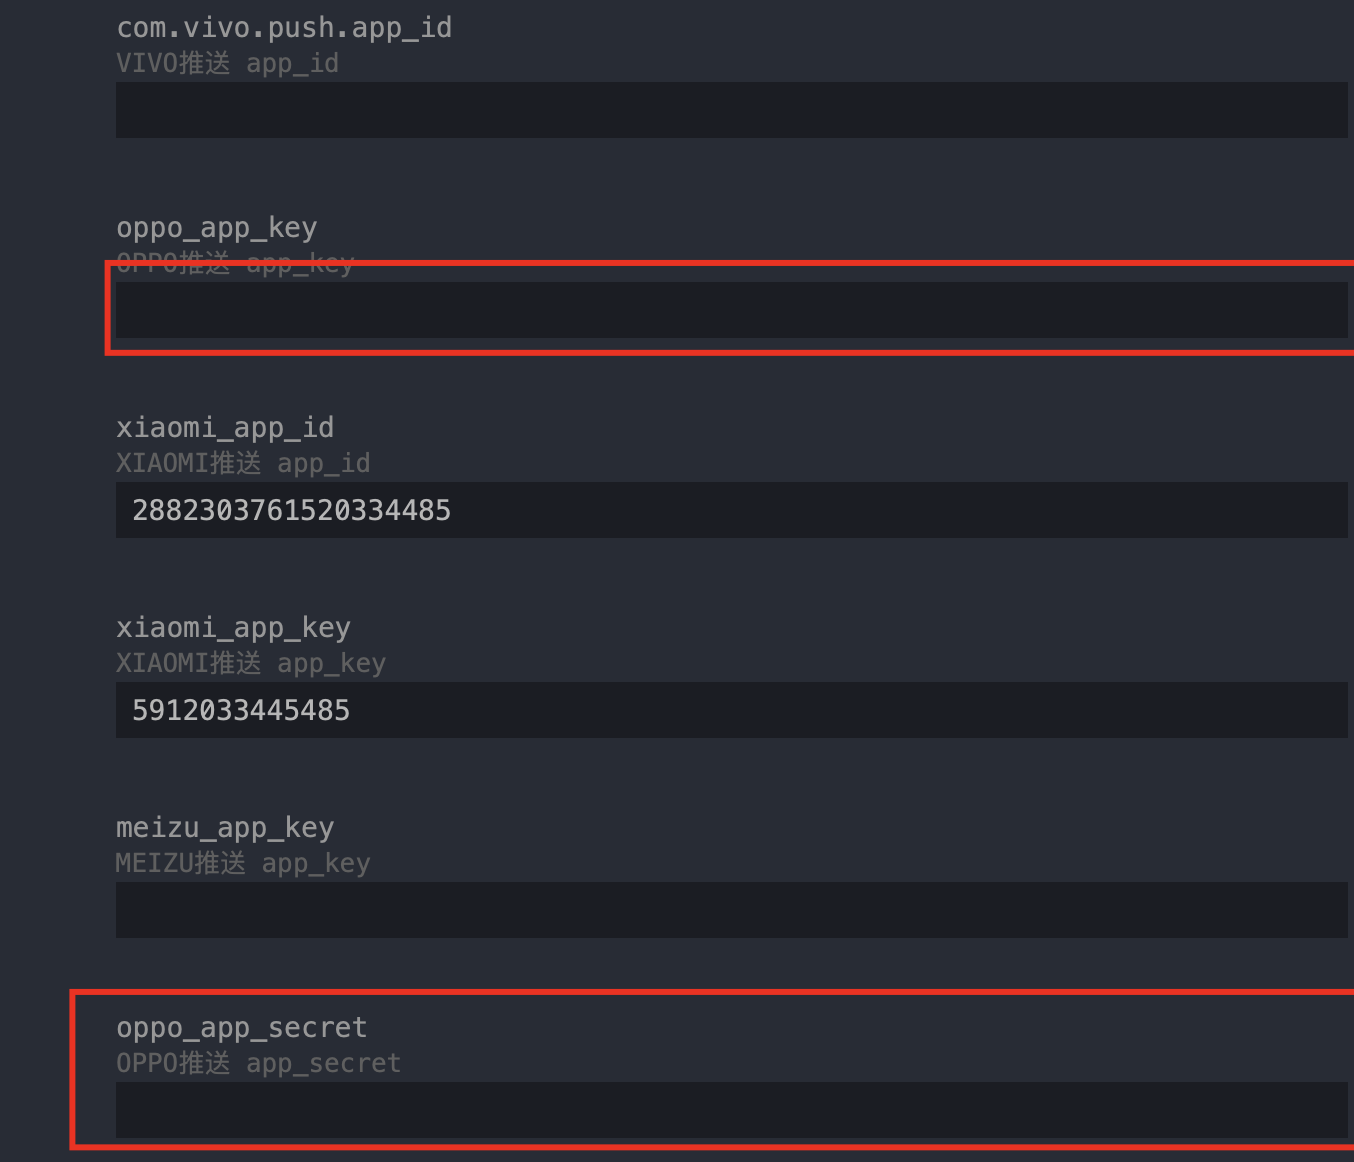 com.vivo.push.app_id
VIVO推送 app_id
oppo_app_key
OPPO推送 app_key
xiaomi_app_id
XIAOMI推送 app_id
2882303761520334485
xiaomi_app_key
XIAOMI推送 app_key
5912033445485
meizu_app_key
MEIZU推送 app_key
oppo_app_secret
OPPO推送 app_secret